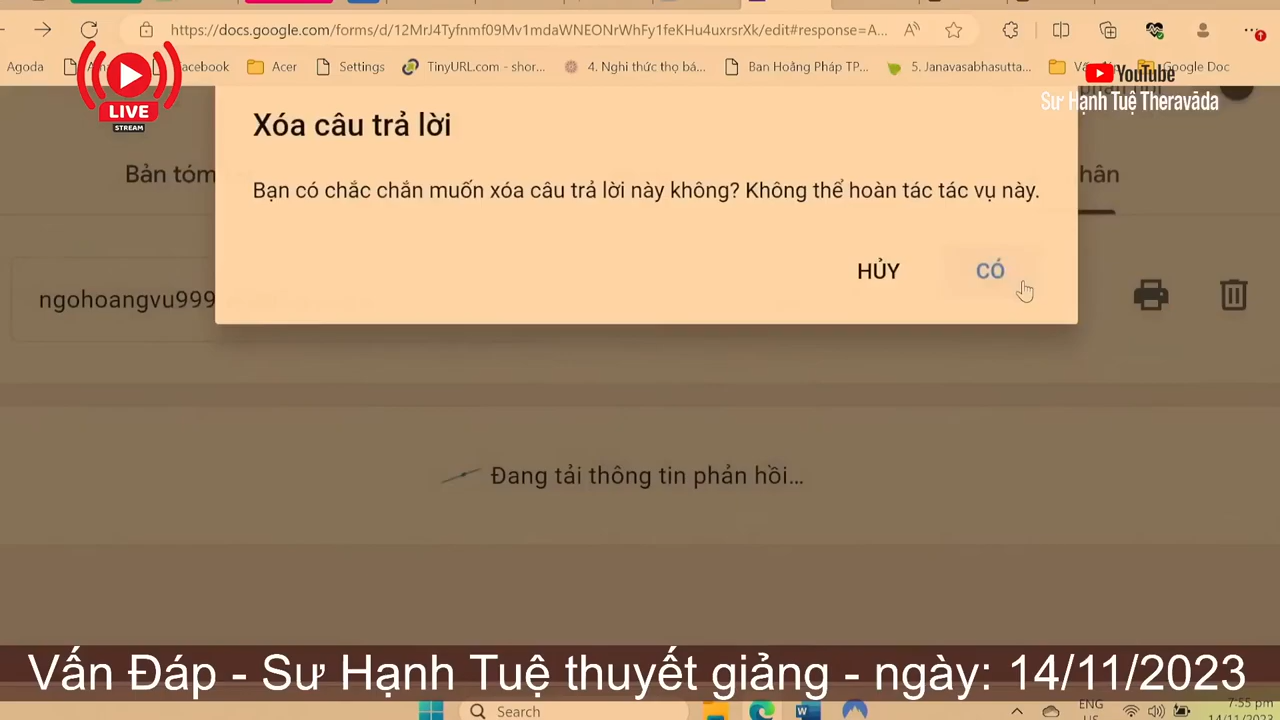 https://docs.google.com/forms/d/12MrJ4Tyfnmf09Mv1mdaWNEONrWhFy1feKHu4uxrsrXk/edit#response=A...
Agoda
Facebook
Acer
Settings
TinyURL.com - shor...
4. Nghi thức thọ bá...
Ban Hoằng Pháp TP...
5. Janavasabhasutta...
Google Doc
LIVE
STREAM
YouTube
Sư Hạnh Tuệ Theravāda
Xóa câu trả lời
Bạn có chắc chắn muốn xóa câu trả lời này không? Không thể hoàn tác tác vụ này.
HỦY
CÓ
Bản tóm
hân
ngohoangvu999
Đang tải thông tin phản hồi...
Vấn Đáp - Sư Hạnh Tuệ thuyết giảng - ngày: 14/11/2023
Search
ENG
7:55 pm